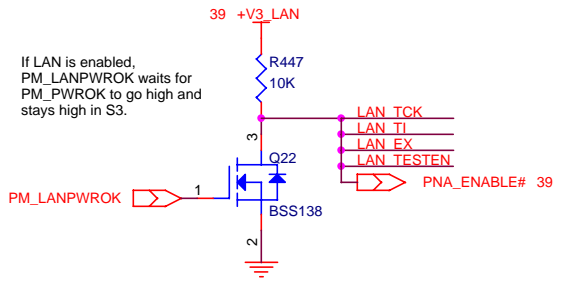 39 +V3_LAN
If LAN is enabled,
PM_LANPWROK waits for
PM_PWROK to go high and
stays high in S3.
R447
10K
LAN_TCK
LAN_TI
LAN_EX
LAN_TESTEN
3
Q22
PNA_ENABLE# 39
PM_LANPWROK
1
BSS138
2